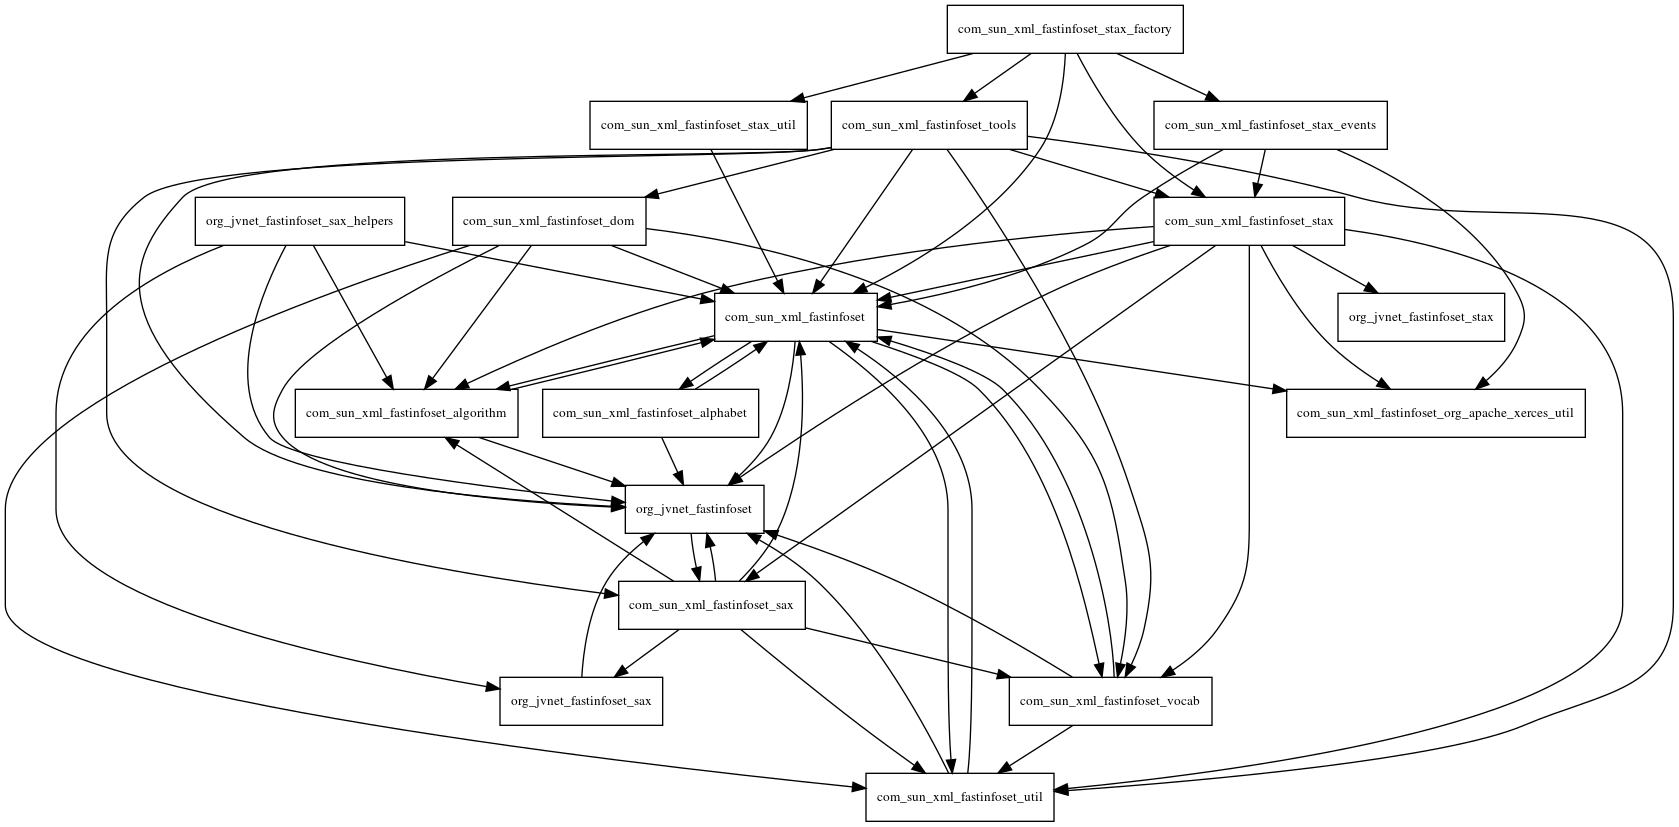 com_sun_xml_fastinfoset_stax_factory
com_sun_xml_fastinfoset_stax_util
com_sun_xml_fastinfoset_tools
com_sun_xml_fastinfoset_stax_events
org_jvnet_fastinfoset_sax_helpers
com_sun_xml_fastinfoset_dom
com_sun_xml_fastinfoset_stax
com_sun_xml_fastinfoset
org_jvnet_fastinfoset_stax
com_sun_xml_fastinfoset_algorithm
com_sun_xml_fastinfoset_alphabet
com_sun_xml_fastinfoset_org_apache_xerces_util
org_jvnet_fastinfoset
com_sun_xml_fastinfoset_sax
org_jvnet_fastinfoset_sax
com_sun_xml_fastinfoset_vocab
com_sun_xml_fastinfoset_util